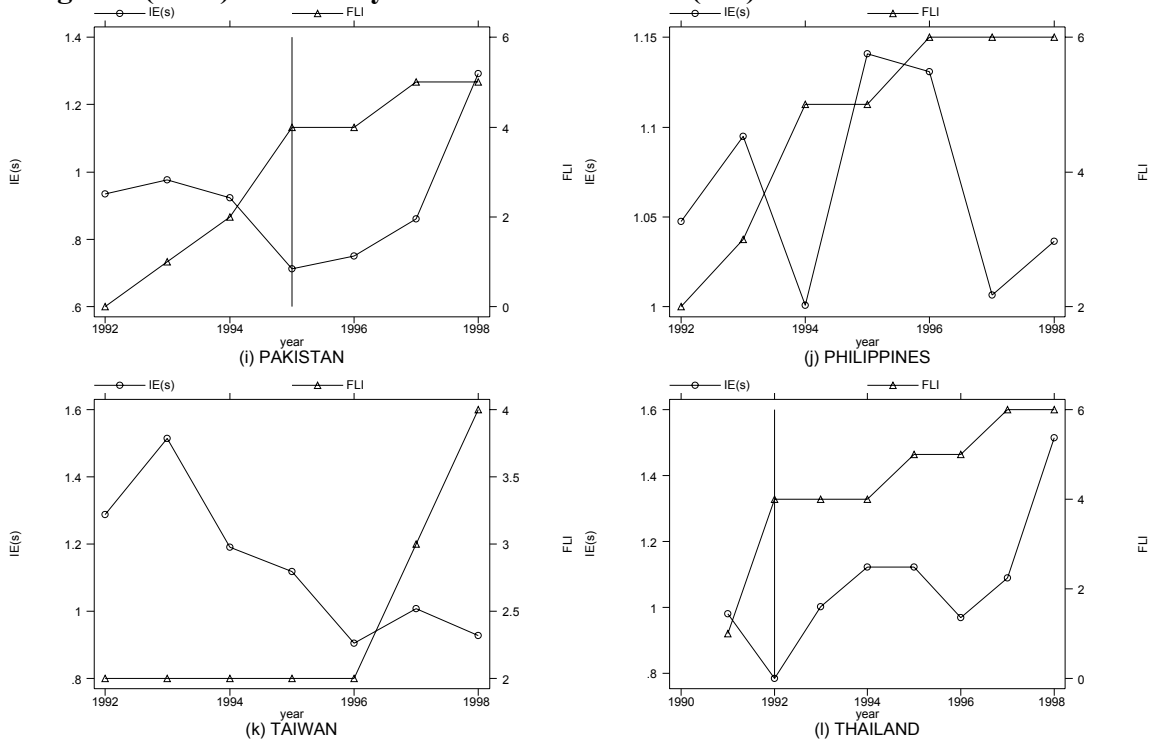 IE(s) FLI
1.4
1.2
1
.8
.6
IE(s)
6
4
2
0
FLI
1992 1994 1996 1998
year
(i) PAKISTAN
IE(s) FLI
1.15
1.1
1.05
1
IE(s)
6
4
2
FLI
1992 1994 1996 1998
year
(j) PHILIPPINES
IE(s) FLI
1.6
1.4
1.2
1
.8
IE(s)
4
3.5
3
2.5
2
FLI
1992 1994 1996 1998
year
(k) TAIWAN
IE(s) FLI
1.6
1.4
1.2
1
.8
IE(s)
6
4
2
0
FLI
1990 1992 1994 1996 1998
year
(l) THAILAND